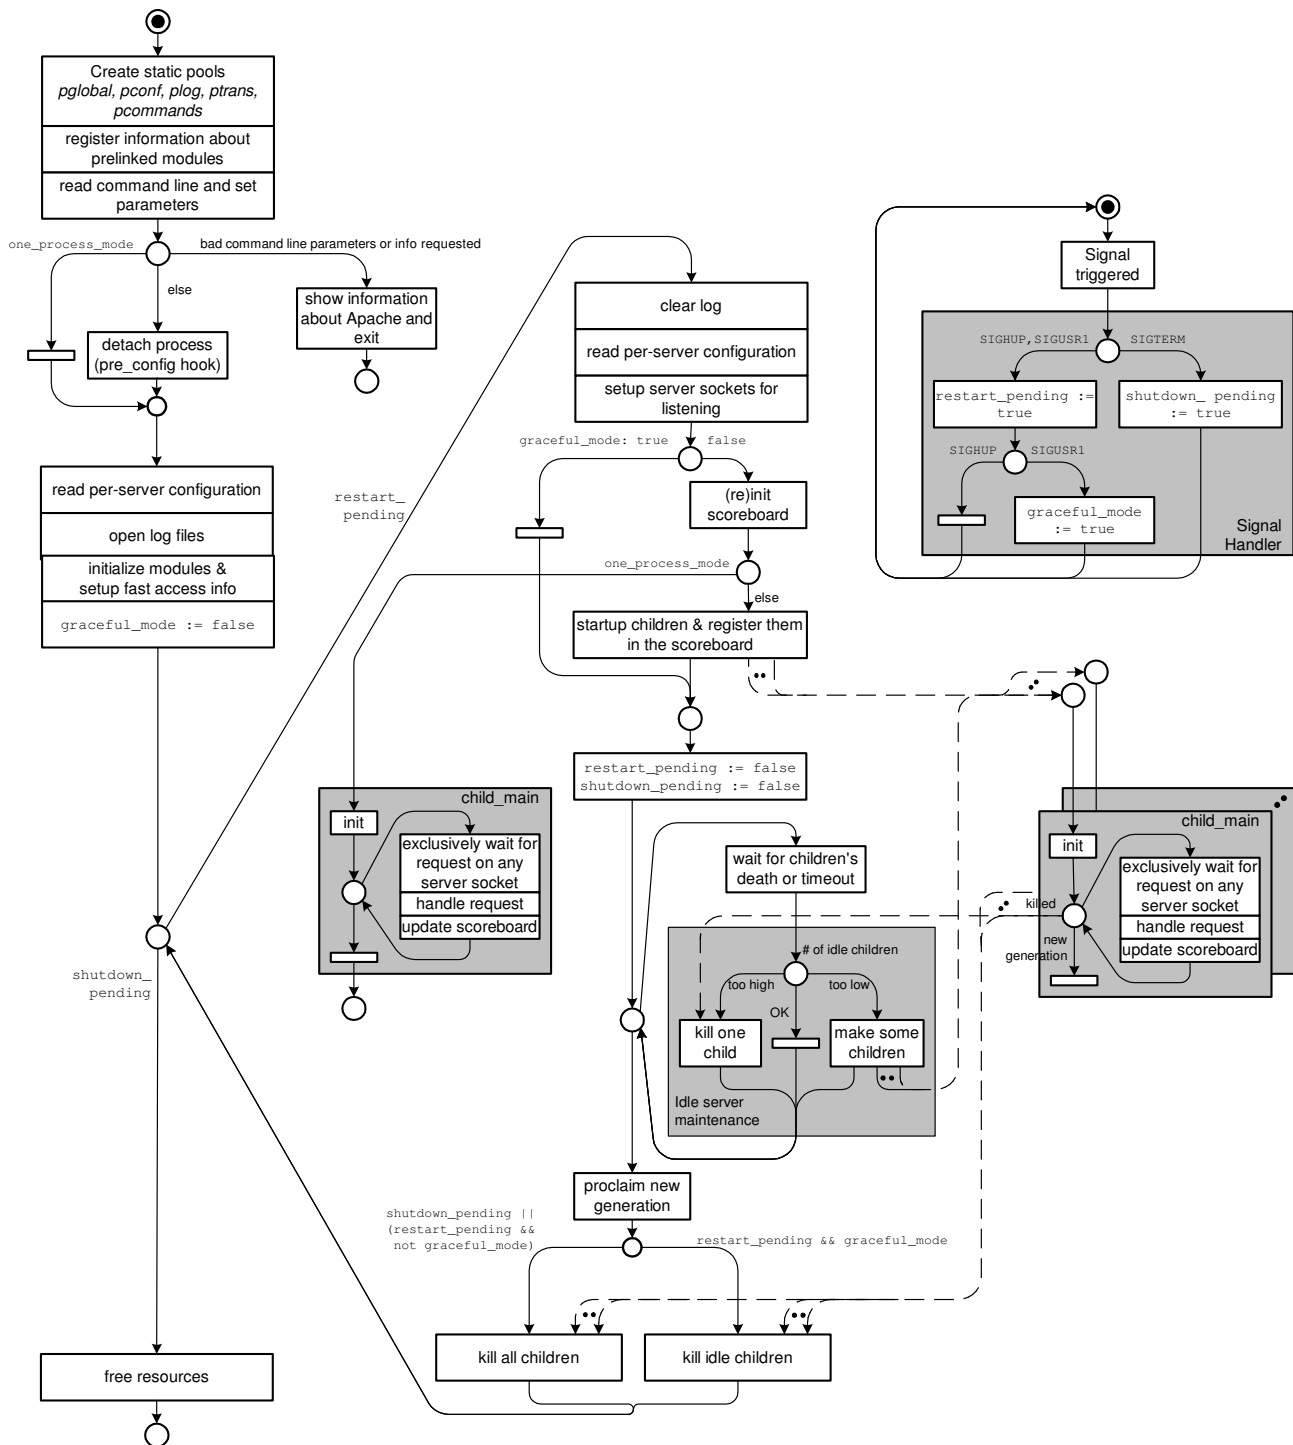 Create static pools
pglobal, pconf, plog, ptrans,
pcommands
register information about
prelinked modules
read command line and set
parameters
one_process_mode
bad command line parameters or info requested
else
show information
about Apache and
exit
detach process
(pre_config hook)
read per-server configuration
open log files
initialize modules &
setup fast access info
graceful_mode := false
restart_
pending
shutdown_
pending
free resources
clear log
read per-server configuration
setup server sockets for
listening
graceful_mode: true
false
(re)init
scoreboard
one_process_mode
else
startup children & register them
in the scoreboard
restart_pending := false
shutdown_pending := false
child_main
init
exclusively wait for
request on any
server socket
handle request
update scoreboard
wait for children's
death or timeout
# of idle children
too high
too low
OK
kill one
child
make some
children
Idle server
maintenance
proclaim new
generation
shutdown_pending ||
(restart_pending &&
not graceful_mode)
restart_pending && graceful_mode
kill all children
kill idle children
Signal
triggered
SIGHUP,SIGUSR1
SIGTERM
restart_pending :=
true
shutdown_ pending
:= true
SIGHUP
SIGUSR1
graceful_mode
:= true
Signal
Handler
child_main
init
exclusively wait for
request on any
server socket
handle request
update scoreboard
killed
new
generation